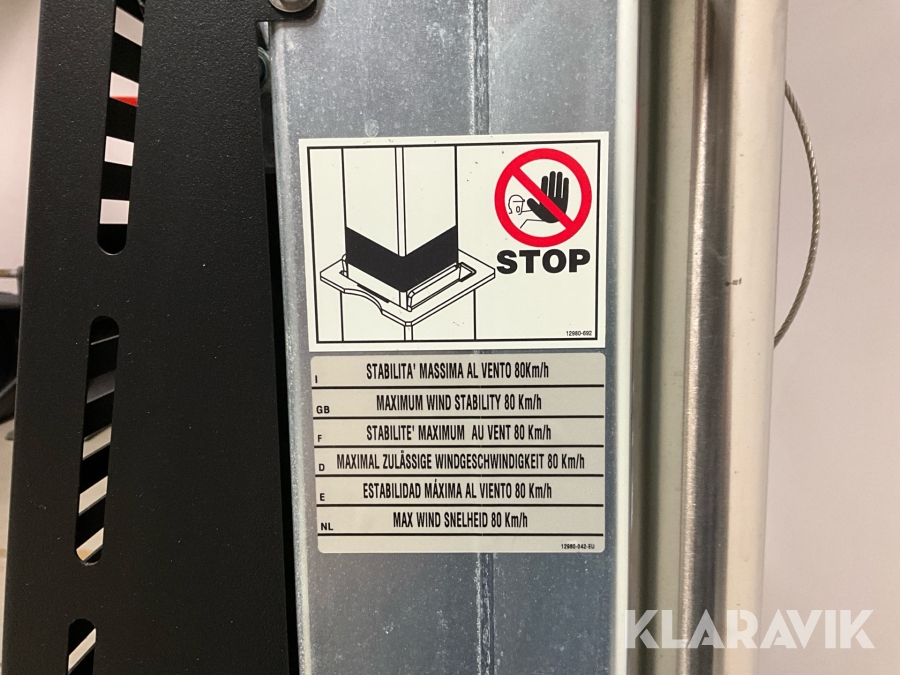 STOP
12980-692
I STABILITA' MASSIMA AL VENTO 80Km/h
GB MAXIMUM WIND STABILITY 80 Km/h
F STABILITE' MAXIMUM AU VENT 80 Km/h
D MAXIMAL ZULÅSSIGE WINDGESCHWINDIGKEIT 80 Km/h
E ESTABILIDAD MÁXIMA AL VIENTO 80 Km/h
NL MAX WIND SNELHEID 80 Km/h
12980-042-EU
KLARAVIK